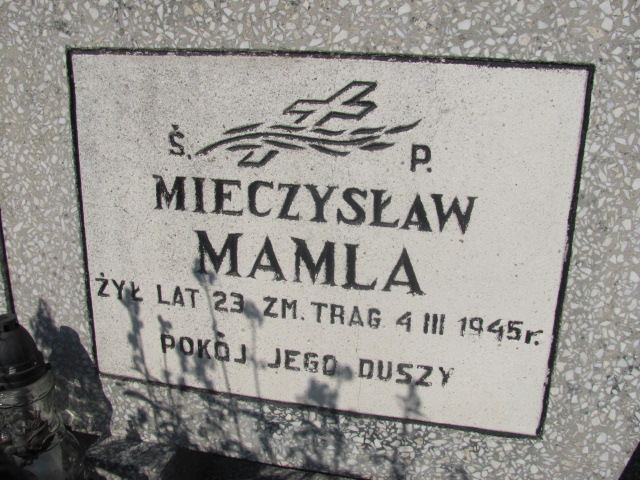 Ś. P.
MIECZYSŁAW
MAMLA
ŻYŁ LAT 23 ZM. TRAG 4 III 1945r.
POKÓJ JEGO DUSZY